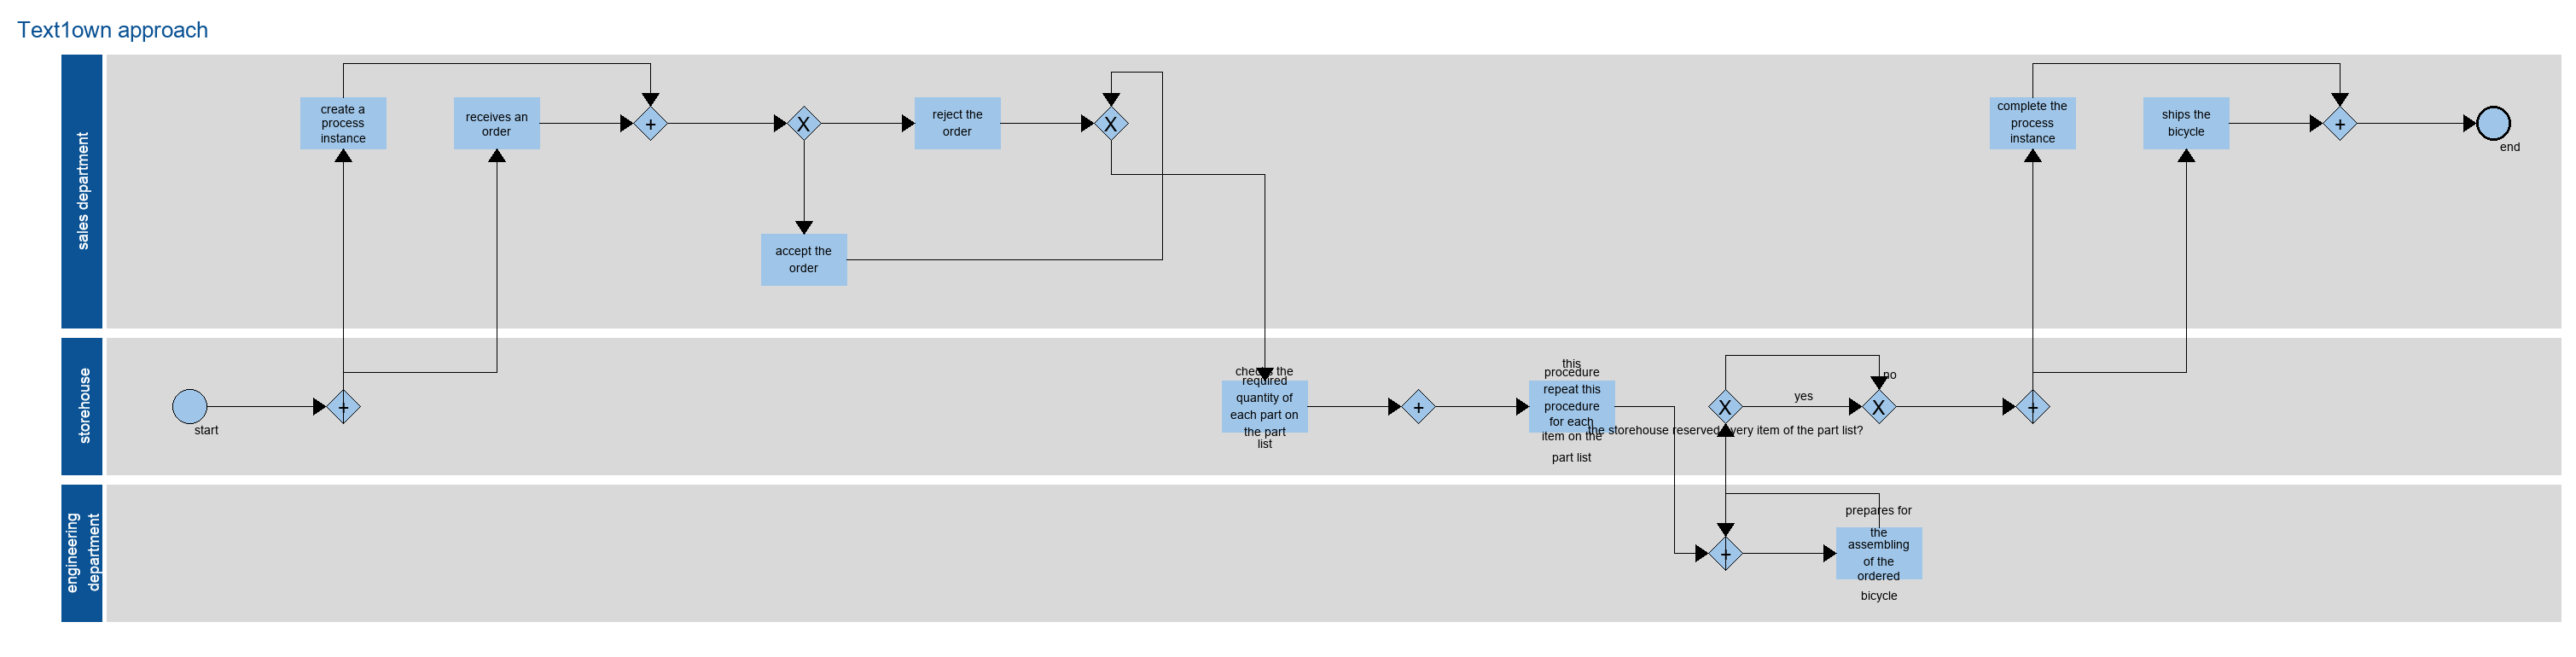 Text1own approach
sales department
create a
process
instance
receives an
order
+
X
reject the
order
X
accept the
order
complete the
process
instance
ships the
bicycle
+
end
storehouse
start
+
checks the
required
quantity of
each part on
the part
list
+
this
procedure
repeat this
procedure
for each
item on the
part list
X
the storehouse reserved every item of the part list?
yes
no
X
+
engineering
department
+
prepares for
the
assembling
of the
ordered
bicycle